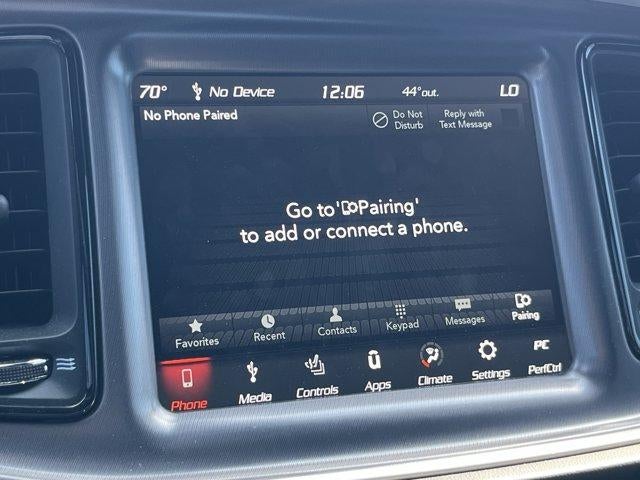 70° No Device 12:06 44°out. LO
No Phone Paired Do Not Disturb Reply with Text Message
Go to 'Pairing'
to add or connect a phone.
Favorites Recent Contacts Keypad Messages Pairing
Phone Media Controls Apps Climate Settings PerfCtrl
PC